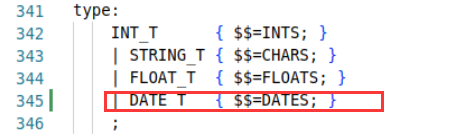 341 type:
342 INT_T { $$=INTS; }
343 | STRING_T { $$=CHARS; }
344 | FLOAT_T { $$=FLOATS; }
345 | DATE_T { $$=DATES; }
346 ;